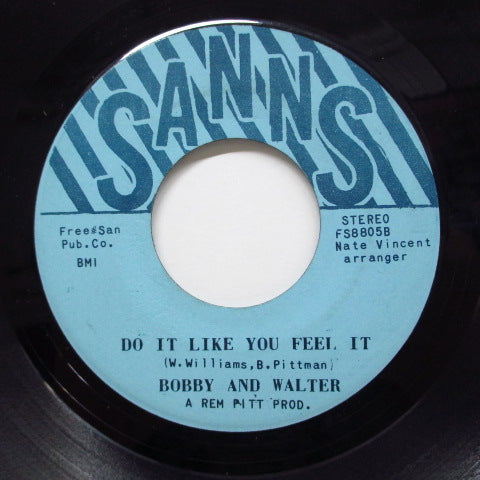 SANNS
Free&San
Pub.Co.
BMI
STEREO
FS8805B
Nate Vincent
arranger
DO IT LIKE YOU FEEL IT
(W.Williams,B.Pittman)
BOBBY AND WALTER
A REM PITT PROD.